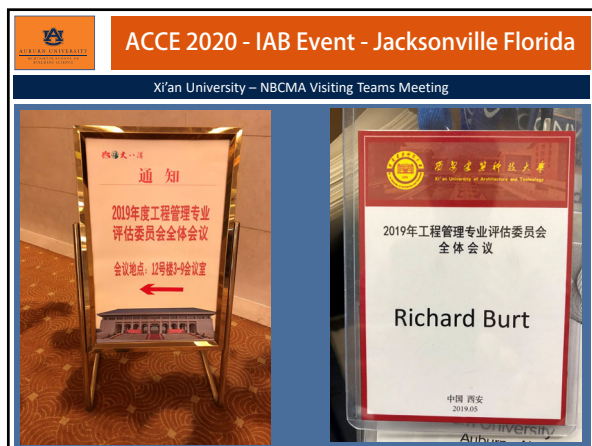 AUBURN UNIVERSITY
ACCE 2020 - IAB Event - Jacksonville Florida
Xi'an University – NBCMA Visiting Teams Meeting
通 知
2019年度工程管理专业
评估委员会全体会议
会议地点：12号楼3-9会议室
西安建筑科技大学
Xi'an University of Architecture and Technology
2019年工程管理专业评估委员会
全 体 会 议
Richard Burt
中国 西安
2019.05
University
Auburn